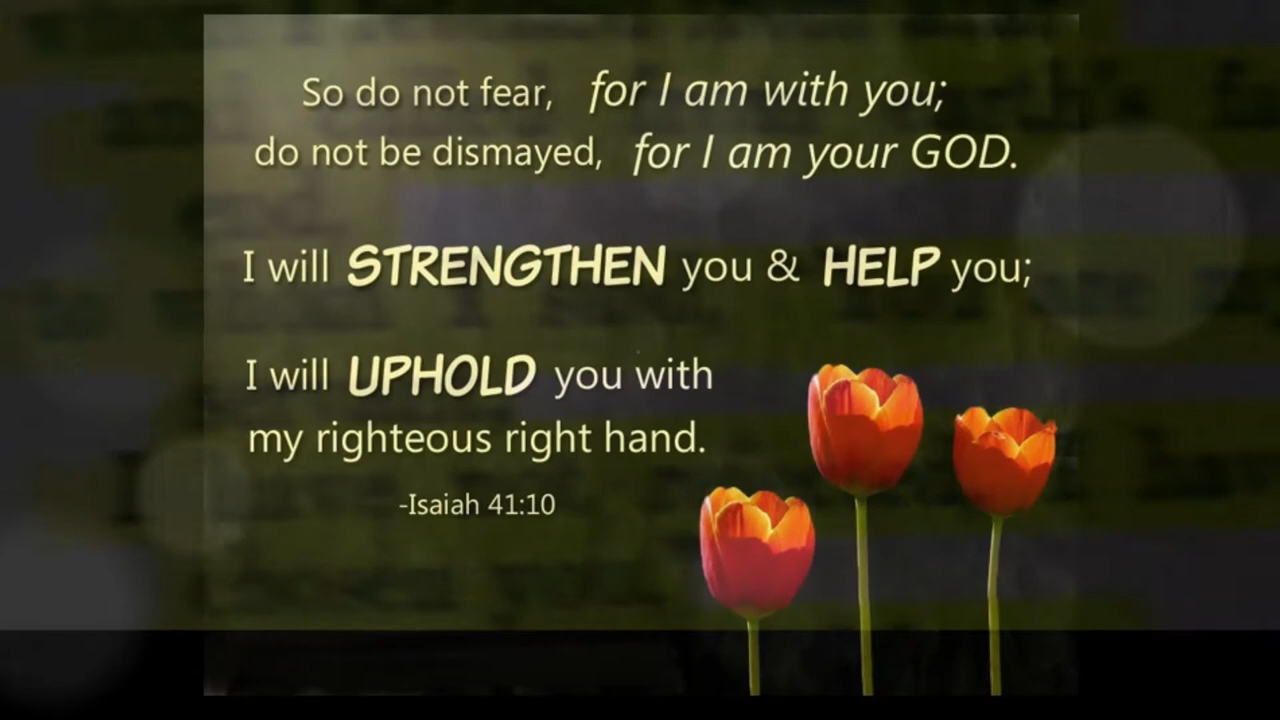 So do not fear, for I am with you;
do not be dismayed, for I am your GOD.
I will STRENGTHEN you & HELP you;
I will UPHOLD you with
my righteous right hand.
-Isaiah 41:10